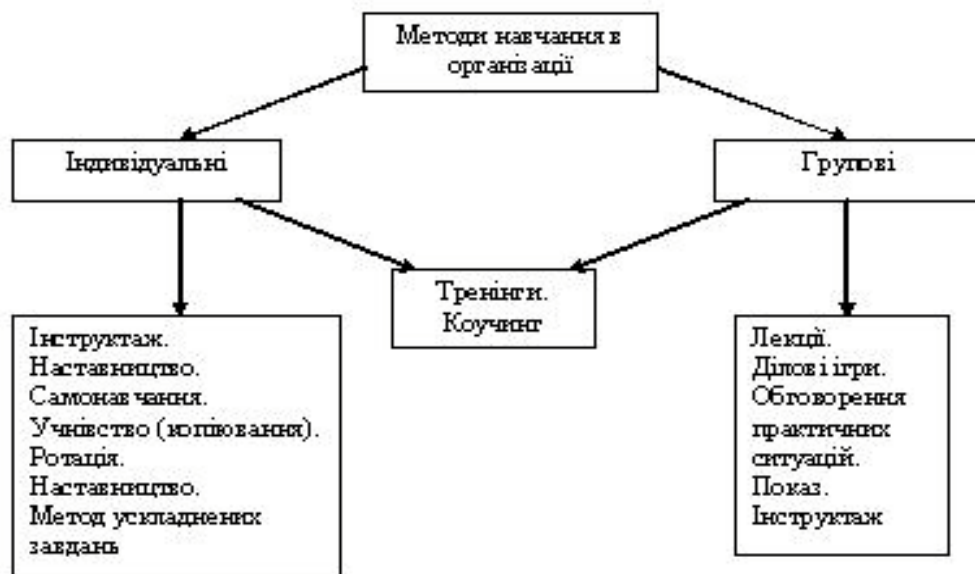 Методи навчання в
організації
Індивідуальні
Групові
Тренінги.
Коучинг
Інструктаж.
Наставництво.
Самонавчання.
Учнівство (копіювання).
Ротація.
Наставництво.
Метод ускладнених
завдань
Лекції.
Ділові ігри.
Обговорення
практичних
ситуацій.
Показ.
Інструктаж